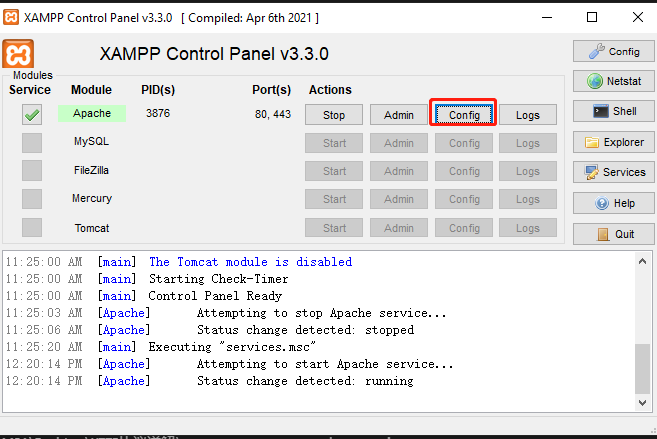 XAMPP Control Panel v3.3.0 [ Compiled: Apr 6th 2021 ]
XAMPP Control Panel v3.3.0
Config
Modules
Service Module PID(s) Port(s) Actions
Netstat
Apache 3876 80, 443 Stop Admin Config Logs
Shell
MySQL Start Admin Config Logs
Explorer
FileZilla Start Admin Config Logs
Services
Mercury Start Admin Config Logs
Help
Tomcat Start Admin Config Logs
Quit
11:25:00 AM [main] The Tomcat module is disabled
11:25:00 AM [main] Starting Check-Timer
11:25:00 AM [main] Control Panel Ready
11:25:03 AM [Apache] Attempting to stop Apache service...
11:25:06 AM [Apache] Status change detected: stopped
11:25:20 AM [main] Executing "services.msc"
12:20:14 PM [Apache] Attempting to start Apache service...
12:20:14 PM [Apache] Status change detected: running